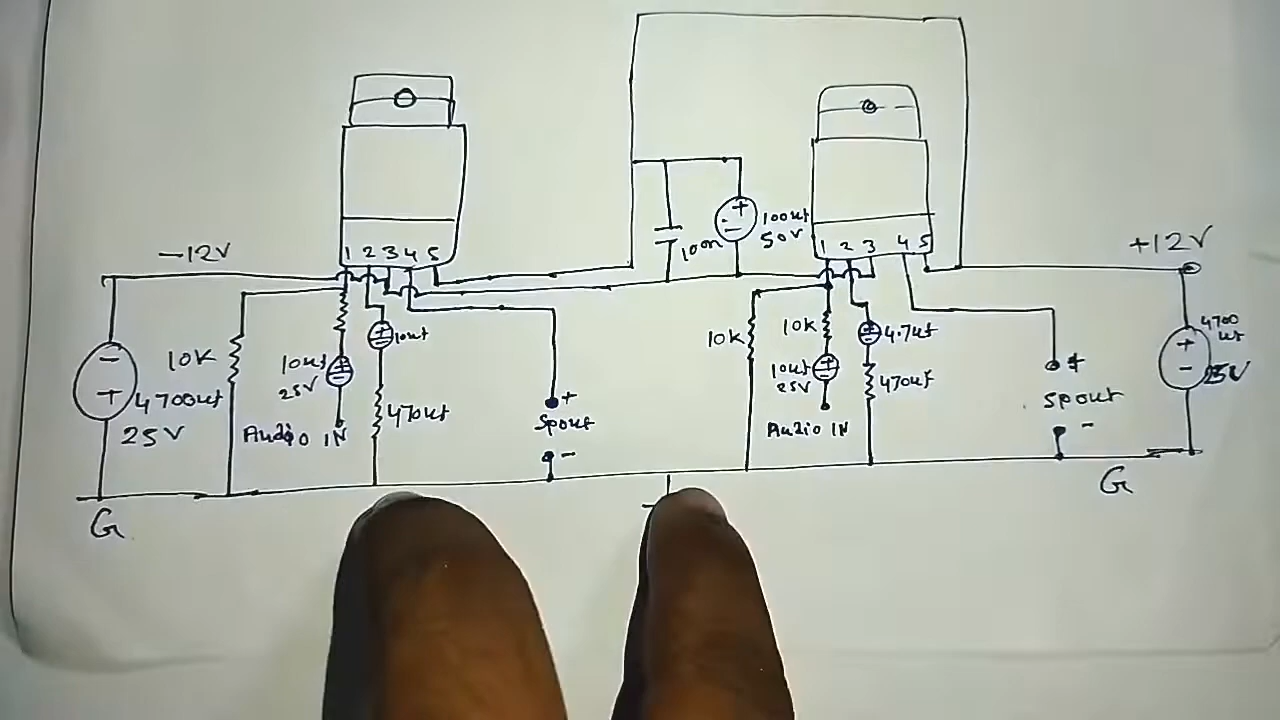 -12V
1 2 3 4 5
10K
4700uf
25V
10uf
25V
Audio IN
10uf
470uf
+
Spout
-
G
100n
100uf
50V
1 2 3 4 5
+12V
10k
10k
10uf
25V
Audio IN
4.7uf
470uf
+
spout
-
4700
uf
25V
G